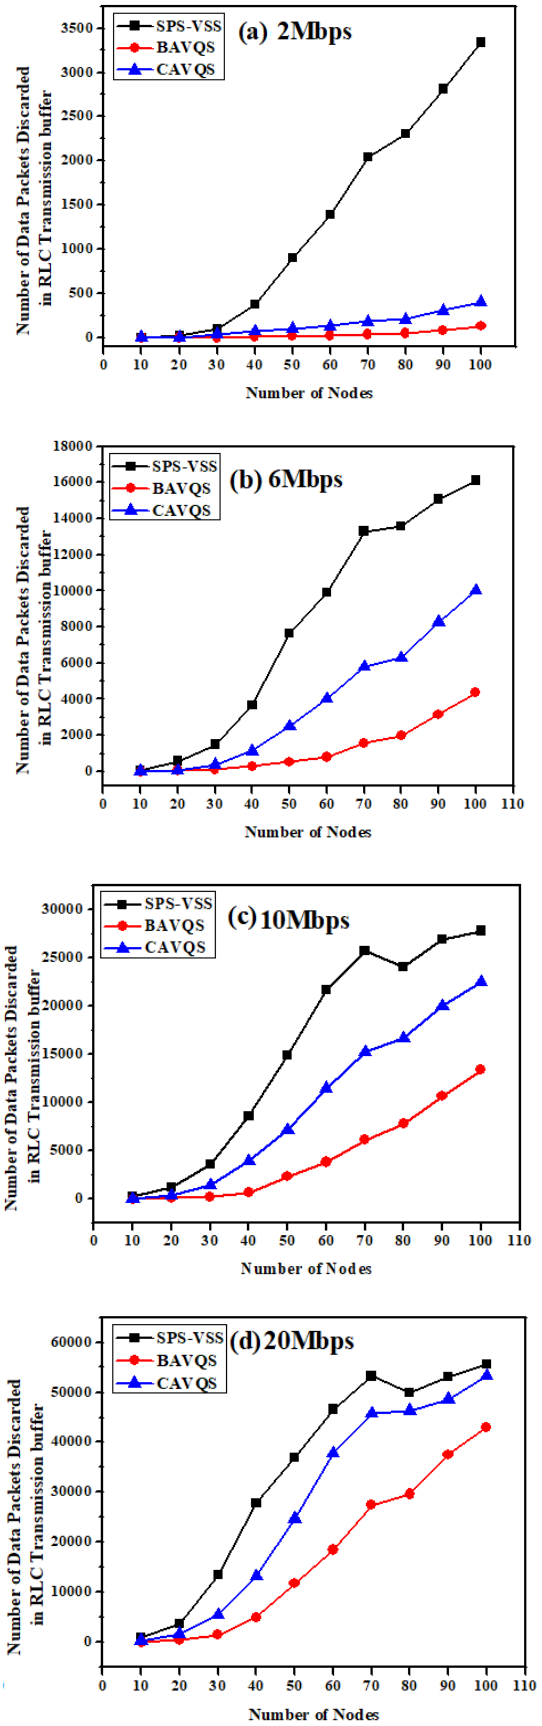 (a) 2Mbps
SPS-VSS
BAVQS
CAVQS
3500
3000
2500
2000
1500
1000
500
0
Number of Data Packets Discarded
in RLC Transmission buffer
0 10 20 30 40 50 60 70 80 90 100
Number of Nodes
(b) 6Mbps
SPS-VSS
BAVQS
CAVQS
18000
16000
14000
12000
10000
8000
6000
4000
2000
0
Number of Data Packets Discarded
in RLC Transmission buffer
0 10 20 30 40 50 60 70 80 90 100 110
Number of Nodes
(c) 10Mbps
SPS-VSS
BAVQS
CAVQS
30000
25000
20000
15000
10000
5000
0
Number of Data Packets Discarded
in RLC Transmission buffer
0 10 20 30 40 50 60 70 80 90 100 110
Number of Nodes
(d) 20Mbps
SPS-VSS
BAVQS
CAVQS
60000
50000
40000
30000
20000
10000
0
Number of Data Packets Discarded
in RLC Transmission buffer
0 10 20 30 40 50 60 70 80 90 100 110
Number of Nodes